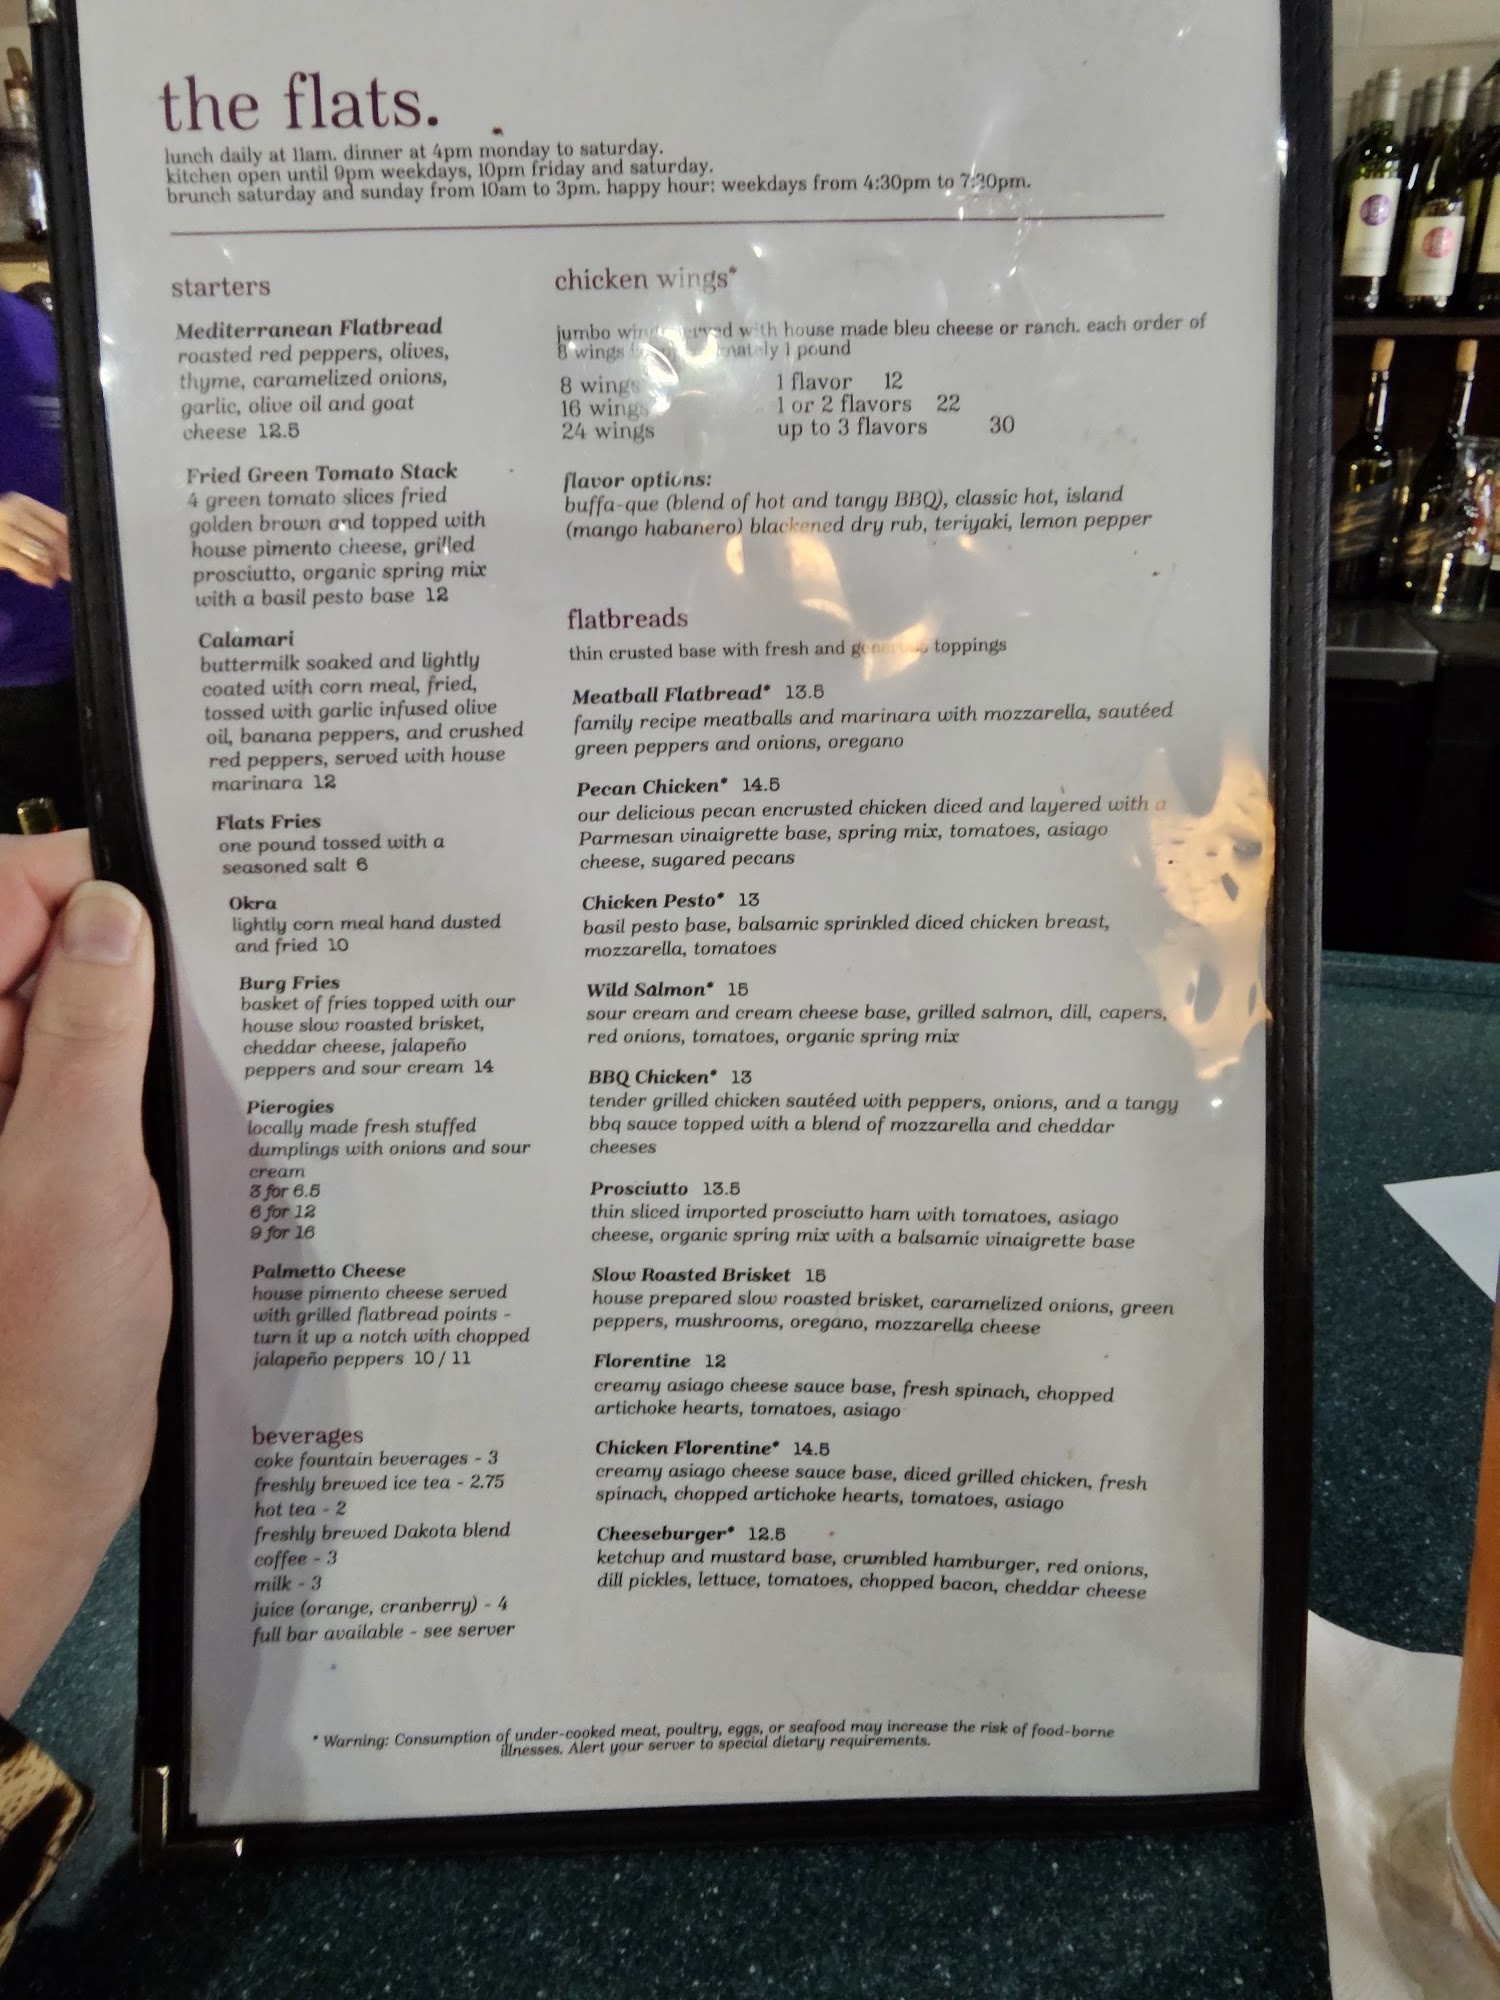 the flats.
lunch daily at 11am. dinner at 4pm monday to saturday.
kitchen open until 9pm weekdays, 10pm friday and saturday.
brunch saturday and sunday from 10am to 3pm. happy hour: weekdays from 4:30pm to 7:30pm.
starters
Mediterranean Flatbread
roasted red peppers, olives,
thyme, caramelized onions,
garlic, olive oil and goat
cheese 12.5
Fried Green Tomato Stack
4 green tomato slices fried
golden brown and topped with
house pimento cheese, grilled
prosciutto, organic spring mix
with a basil pesto base 12
Calamari
buttermilk soaked and lightly
coated with corn meal, fried,
tossed with garlic infused olive
oil, banana peppers, and crushed
red peppers, served with house
marinara 12
Flats Fries
one pound tossed with a
seasoned salt 6
Okra
lightly corn meal hand dusted
and fried 10
Burg Fries
basket of fries topped with our
house slow roasted brisket,
cheddar cheese, jalapeño
peppers and sour cream 14
Pierogies
locally made fresh stuffed
dumplings with onions and sour
cream
3 for 6.5
6 for 12
9 for 16
Palmetto Cheese
house pimento cheese served
with grilled flatbread points -
turn it up a notch with chopped
jalapeño peppers 10 / 11
beverages
coke fountain beverages - 3
freshly brewed ice tea - 2.75
hot tea - 2
freshly brewed Dakota blend
coffee - 3
milk - 3
juice (orange, cranberry) - 4
full bar available - see server
chicken wings*
jumbo served with house made bleu cheese or ranch. each order of
8 wings 1 pound
8 wings 1 flavor 12
16 wings 1 or 2 flavors 22
24 wings up to 3 flavors 30
flavor options:
buffa-que (blend of hot and tangy BBQ), classic hot, island
(mango habanero) blackened dry rub, teriyaki, lemon pepper
flatbreads
thin crusted base with fresh and generous toppings
Meatball Flatbread* 13.5
family recipe meatballs and marinara with mozzarella, sautéed
green peppers and onions, oregano
Pecan Chicken* 14.5
our delicious pecan encrusted chicken diced and layered with a
Parmesan vinaigrette base, spring mix, tomatoes, asiago
cheese, sugared pecans
Chicken Pesto* 13
basil pesto base, balsamic sprinkled diced chicken breast,
mozzarella, tomatoes
Wild Salmon* 15
sour cream and cream cheese base, grilled salmon, dill, capers,
red onions, tomatoes, organic spring mix
BBQ Chicken* 13
tender grilled chicken sautéed with peppers, onions, and a tangy
bbq sauce topped with a blend of mozzarella and cheddar
cheeses
Prosciutto 13.5
thin sliced imported prosciutto ham with tomatoes, asiago
cheese, organic spring mix with a balsamic vinaigrette base
Slow Roasted Brisket 15
house prepared slow roasted brisket, caramelized onions, green
peppers, mushrooms, oregano, mozzarella cheese
Florentine 12
creamy asiago cheese sauce base, fresh spinach, chopped
artichoke hearts, tomatoes, asiago
Chicken Florentine* 14.5
creamy asiago cheese sauce base, diced grilled chicken, fresh
spinach, chopped artichoke hearts, tomatoes, asiago
Cheeseburger* 12.5
ketchup and mustard base, crumbled hamburger, red onions,
dill pickles, lettuce, tomatoes, chopped bacon, cheddar cheese
* Warning: Consumption of under-cooked meat, poultry, eggs, or seafood may increase the risk of food-borne
illnesses. Alert your server to special dietary requirements.